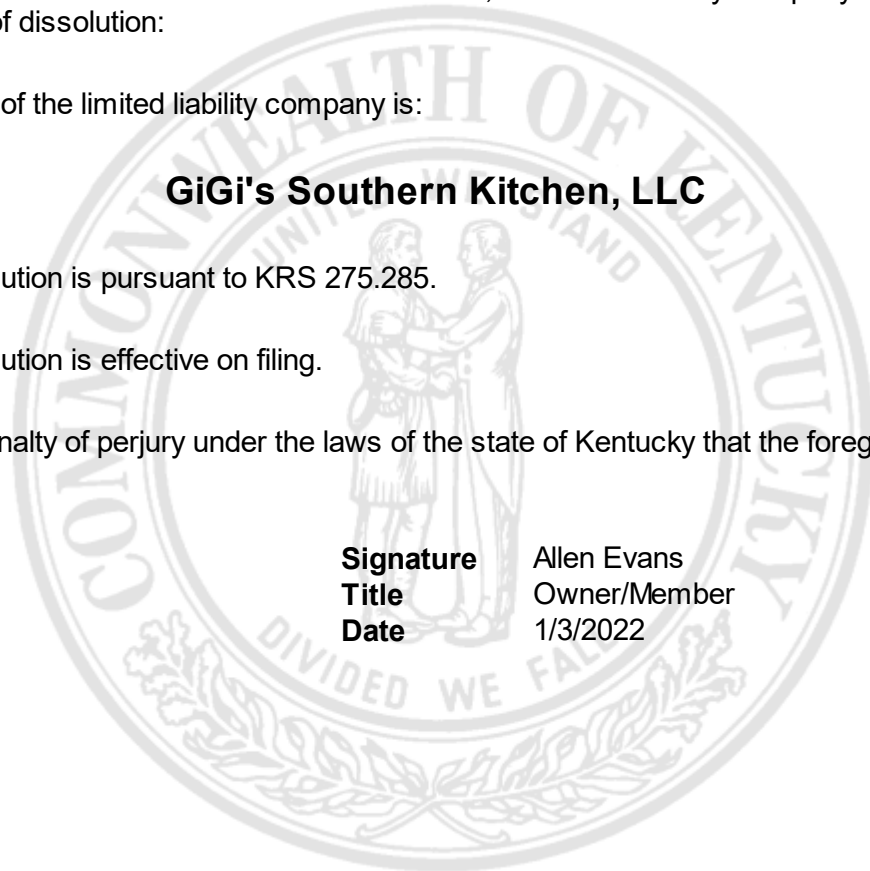 of dissolution:
of the limited liability company is:
GiGi's Southern Kitchen, LLC
ution is pursuant to KRS 275.285.
ution is effective on filing.
nalty of perjury under the laws of the state of Kentucky that the foreg
Signature Allen Evans
Title Owner/Member
Date 1/3/2022
COMMONWEALTH OF KENTUCKY
UNITED WE STAND
DIVIDED WE FALL